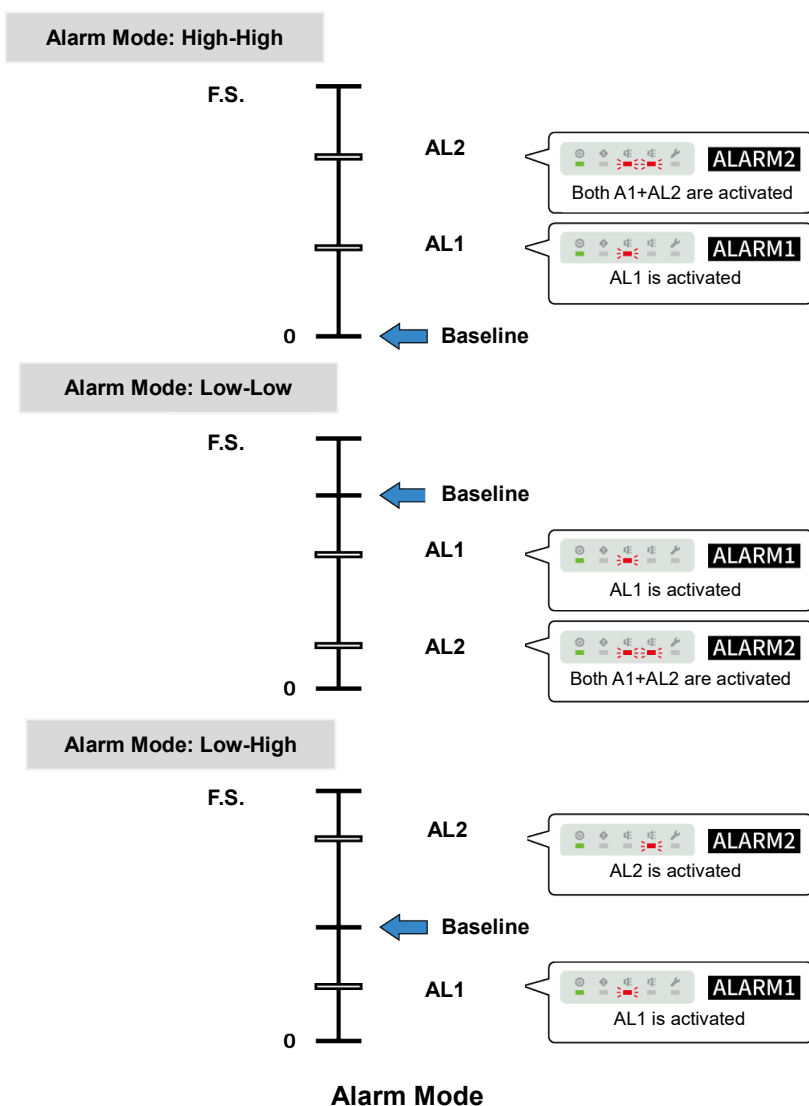 Alarm Mode: High-High
F.S.
AL2
ALARM2
Both A1+AL2 are activated
AL1
ALARM1
AL1 is activated
0
Baseline
Alarm Mode: Low-Low
F.S.
Baseline
AL1
ALARM1
AL1 is activated
AL2
ALARM2
Both A1+AL2 are activated
0
Alarm Mode: Low-High
F.S.
AL2
ALARM2
AL2 is activated
Baseline
AL1
ALARM1
AL1 is activated
0
Alarm Mode